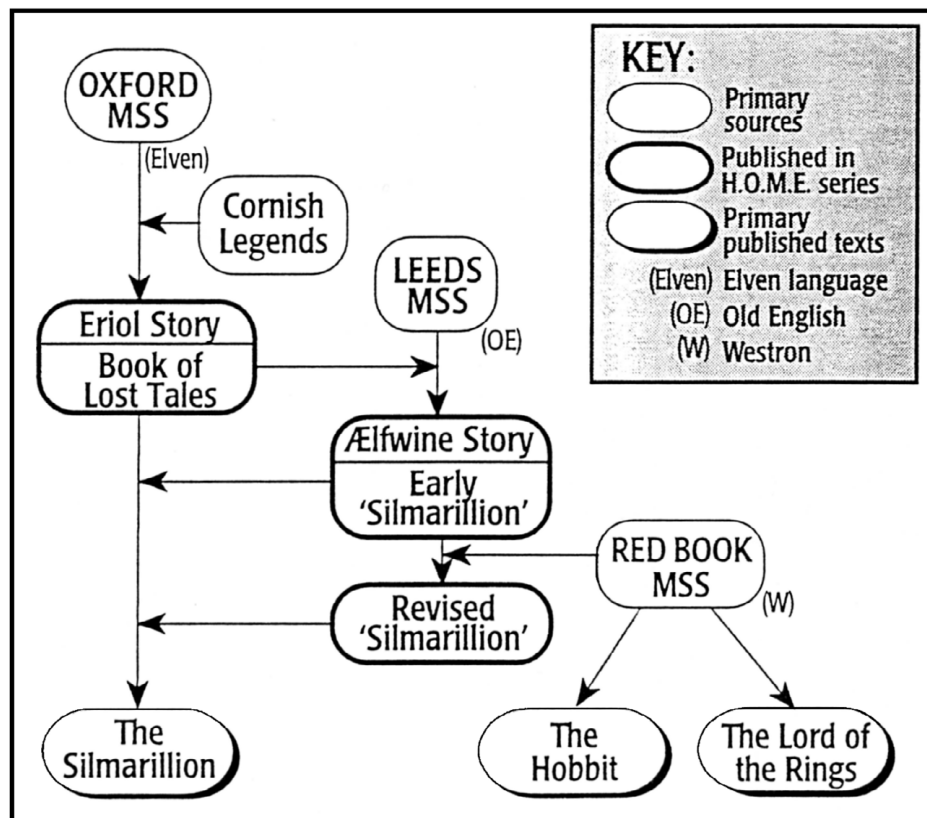 OXFORD
MSS
(Elven)
Cornish
Legends
LEEDS
MSS
(OE)
Eriol Story
Book of
Lost Tales
Ælfwine Story
Early
‘Silmarillion’
RED BOOK
MSS
(W)
Revised
‘Silmarillion’
The
Silmarillion
The
Hobbit
The Lord of
the Rings
KEY:
Primary
sources
Published in
H.O.M.E. series
Primary
published texts
(Elven) Elven language
(OE) Old English
(W) Westron